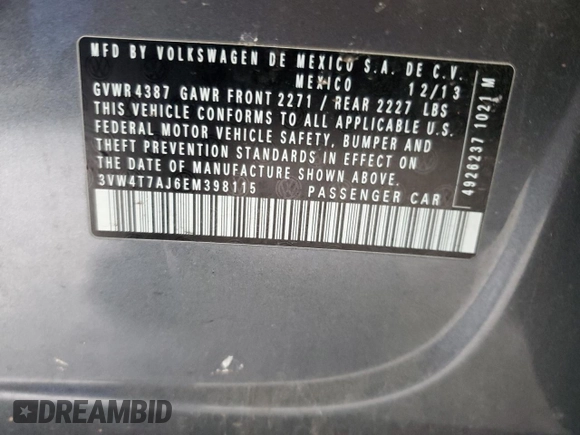 MFD BY VOLKSWAGEN DE MEXICO S.A. DE C.V.
MEXICO 12/13
GVWR 4387 GAWR FRONT 2271 / REAR 2227 LBS
THIS VEHICLE CONFORMS TO ALL APPLICABLE U.S.
FEDERAL MOTOR VEHICLE SAFETY, BUMPER AND
THEFT PREVENTION STANDARDS IN EFFECT ON
THE DATE OF MANUFACTURE SHOWN ABOVE.
3VW4T7AJ6EM398115 PASSENGER CAR
4926237 1021 M
DREAMBID